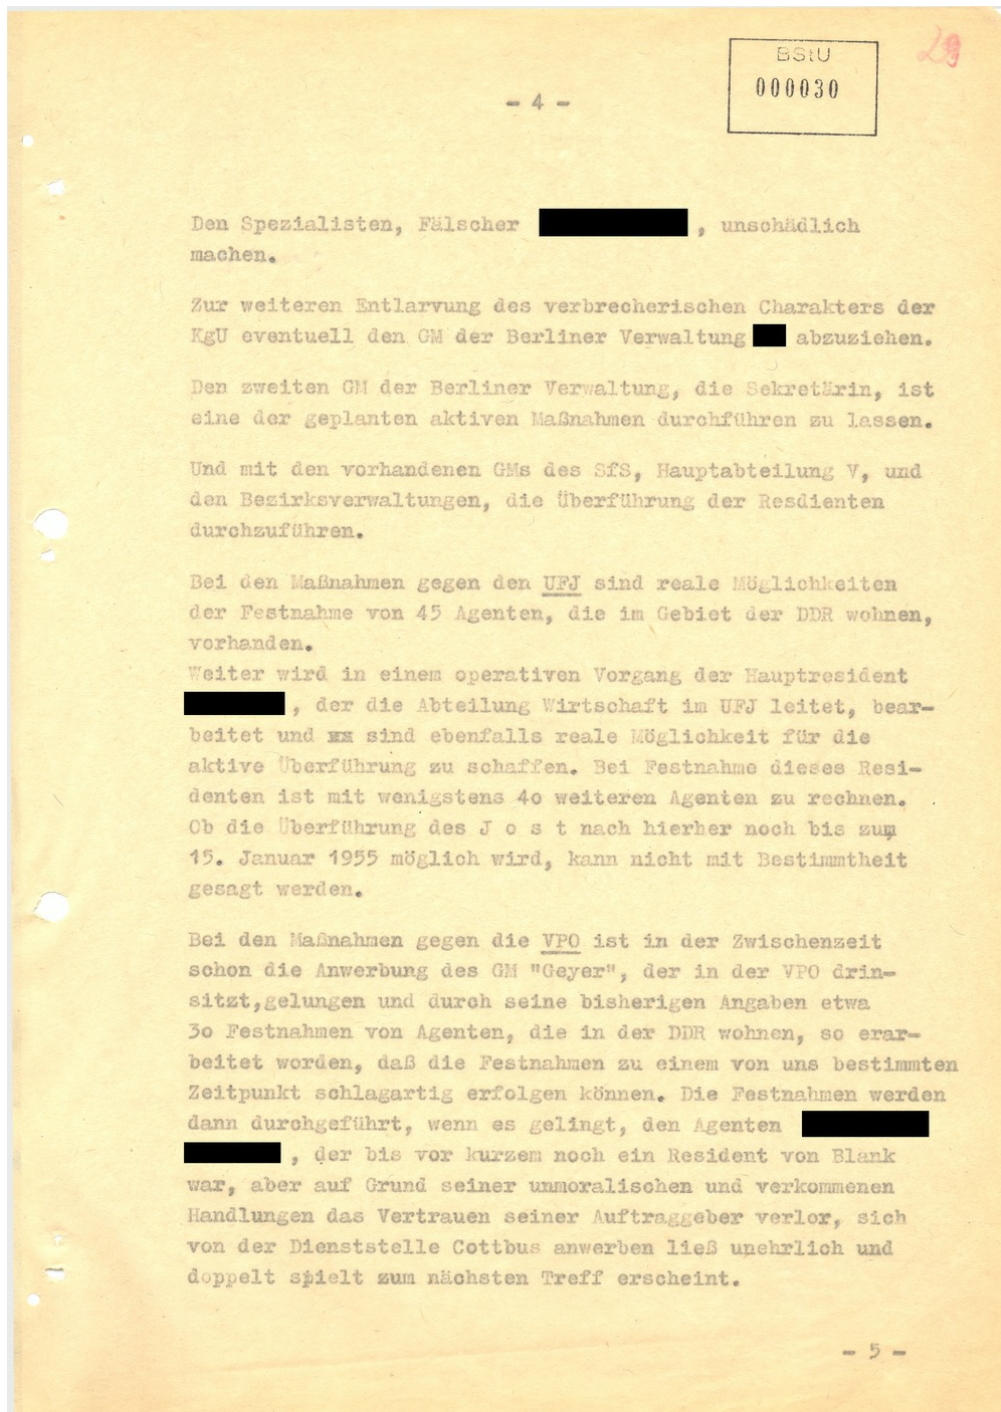 29
BStU
000030
- 4 -
Den Spezialisten, Fälscher , unschädlich
machen.
Zur weiteren Entlarvung des verbrecherischen Charakters der
KgU eventuell den GM der Berliner Verwaltung abzuziehen.
Den zweiten GM der Berliner Verwaltung, die Sekretärin, ist
eine der geplanten aktiven Maßnahmen durchführen zu lassen.
Und mit den vorhandenen GMs des SfS, Hauptabteilung V, und
den Bezirksverwaltungen, die Überführung der Resdienten
durchzuführen.
Bei den Maßnahmen gegen den UFJ sind reale Möglichkeiten
der Festnahme von 45 Agenten, die im Gebiet der DDR wohnen,
vorhanden.
Weiter wird in einem operativen Vorgang der Hauptresident
, der die Abteilung Wirtschaft im UFJ leitet, bear-
beitet und xx sind ebenfalls reale Möglichkeit für die
aktive Überführung zu schaffen. Bei Festnahme dieses Resi-
denten ist mit wenigstens 4o weiteren Agenten zu rechnen.
Ob die Überführung des J o s t nach hierher noch bis zum
15. Januar 1955 möglich wird, kann nicht mit Bestimmtheit
gesagt werden.
Bei den Maßnahmen gegen die VPO ist in der Zwischenzeit
schon die Anwerbung des GM "Geyer", der in der VPO drin-
sitzt,gelungen und durch seine bisherigen Angaben etwa
3o Festnahmen von Agenten, die in der DDR wohnen, so erar-
beitet worden, daß die Festnahmen zu einem von uns bestimmten
Zeitpunkt schlagartig erfolgen können. Die Festnahmen werden
dann durchgeführt, wenn es gelingt, den Agenten
, der bis vor kurzem noch ein Resident von Blank
war, aber auf Grund seiner unmoralischen und verkommenen
Handlungen das Vertrauen seiner Auftraggeber verlor, sich
von der Dienststelle Cottbus anwerben ließ unehrlich und
doppelt spielt zum nächsten Treff erscheint.
- 5 -